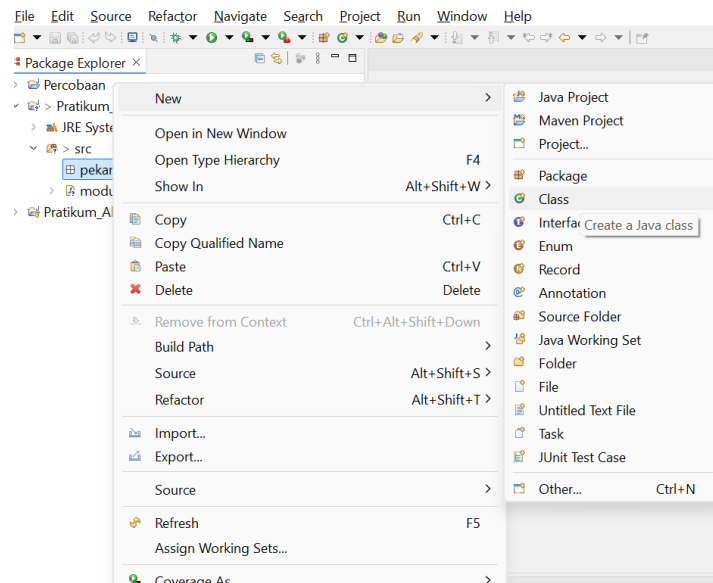 File Edit Source Refactor Navigate Search Project Run Window Help
Package Explorer
Percobaan
> Pratikum_
JRE Syste
> src
pekan
modu
Pratikum_Al
New
Open in New Window
Open Type Hierarchy F4
Show In Alt+Shift+W
Copy Ctrl+C
Copy Qualified Name
Paste Ctrl+V
Delete Delete
Remove from Context Ctrl+Alt+Shift+Down
Build Path
Source Alt+Shift+S
Refactor Alt+Shift+T
Import...
Export...
Source
Refresh F5
Assign Working Sets...
Coverage As
Java Project
Maven Project
Project...
Package
Class
Interfac
Create a Java class
Enum
Record
Annotation
Source Folder
Java Working Set
Folder
File
Untitled Text File
Task
JUnit Test Case
Other... Ctrl+N